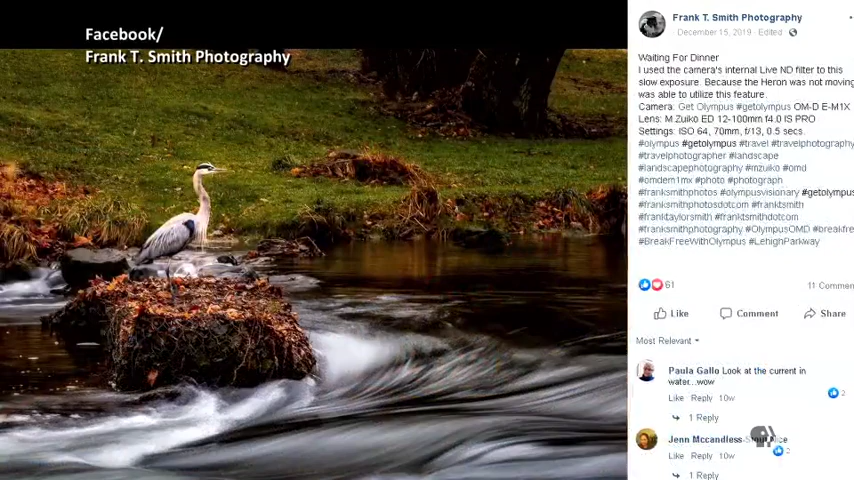 Facebook/
Frank T. Smith Photography
Frank T. Smith Photography
December 15, 2019 · Edited ·
Waiting For Dinner
I used the camera's internal Live ND filter to this
slow exposure. Because the Heron was not moving
was able to utilize this feature.
Camera: Get Olympus #getolympus OM-D E-M1X
Lens: M.Zuiko ED 12-100mm f4.0 IS PRO
Settings: ISO 64, 70mm, f/13, 0.5 secs.
#olympus #getolympus #travel #travelphotography
#travelphotographer #landscape
#landscapephotography #mzuiko #omd
#omdem1mx #photo #photograph
#franksmithphotos #olympusvisionary #getolympus
#franksmithphotosdotcom #franktsmith
#franktaylorsmith #franktsmithdotcom
#franksmithphotography #OlympusOMD #breakfre
#BreakFreeWithOlympus #LehighParkway
61
11 Commen
Like Comment Share
Most Relevant
Paula Gallo Look at the current in
water...wow
2
Like Reply 10w
1 Reply
Jenn Mccandless-
2
Like Reply 10w
1 Reply